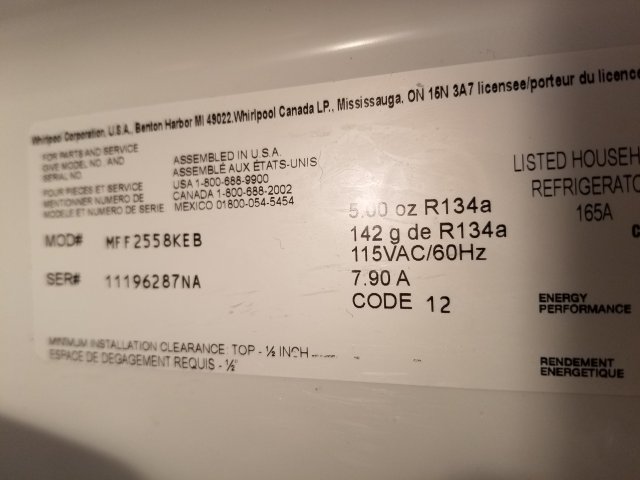 Whirlpool Corporation, U.S.A. Benton Harbor MI 49022.Whirlpool Canada LP., Mississauga, ON 15N 3A7 licensee/porteur du licence
FOR PARTS AND SERVICE
GIVE MODEL NO. AND
SERIAL NO
POUR PIECES ET SERVICE
MENTIONNER NUMERO DE
MODELE ET NUMERO DE SERIE
ASSEMBLED IN U.S.A.
ASSEMBLÉ AUX ÉTATS-UNIS
USA 1-800-688-9900
CANADA 1-800-688-2002
MEXICO 01800-054-5454
MOD# MFF2558KEB
SER# 11196287NA
5.00 oz R134a
142 g de R134a
115VAC/60Hz
7.90 A
CODE 12
LISTED HOUSEH
REFRIGERATO
165A
C
ENERGY
PERFORMANCE
RENDEMENT
ENERGETIQUE
MINIMUM INSTALLATION CLEARANCE: TOP - ½ INCH
ESPACE DE DEGAGEMENT REQUIS - ½"